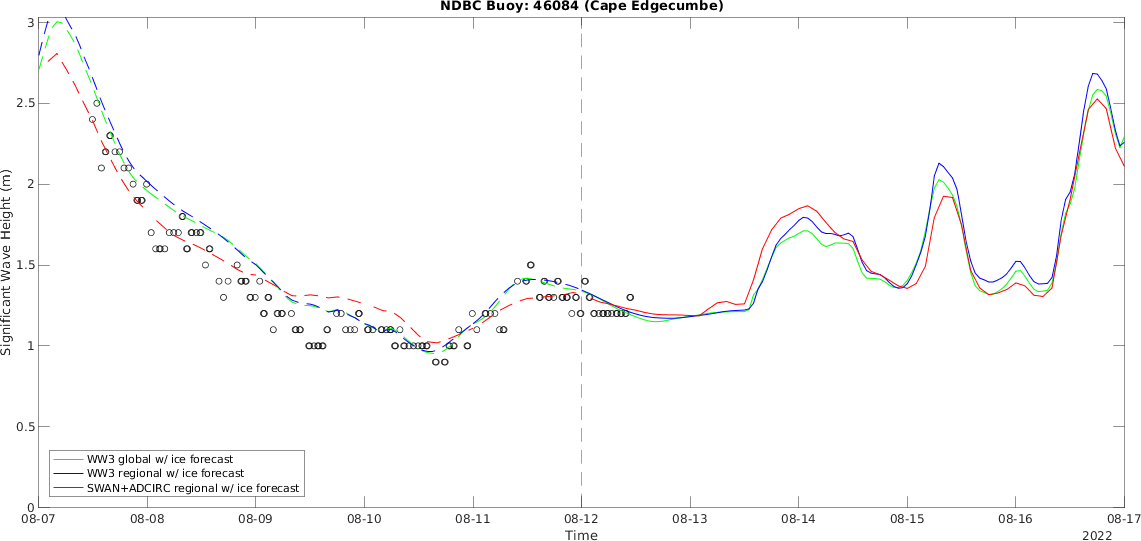 NDBC Buoy: 46084 (Cape Edgecumbe)
3
2.5
2
1.5
1
0.5
0
Significant Wave Height (m)
WW3 global w/ ice forecast
WW3 regional w/ ice forecast
SWAN+ADCIRC regional w/ ice forecast
08-07 08-08 08-09 08-10 08-11 08-12 08-13 08-14 08-15 08-16 08-17
Time
2022